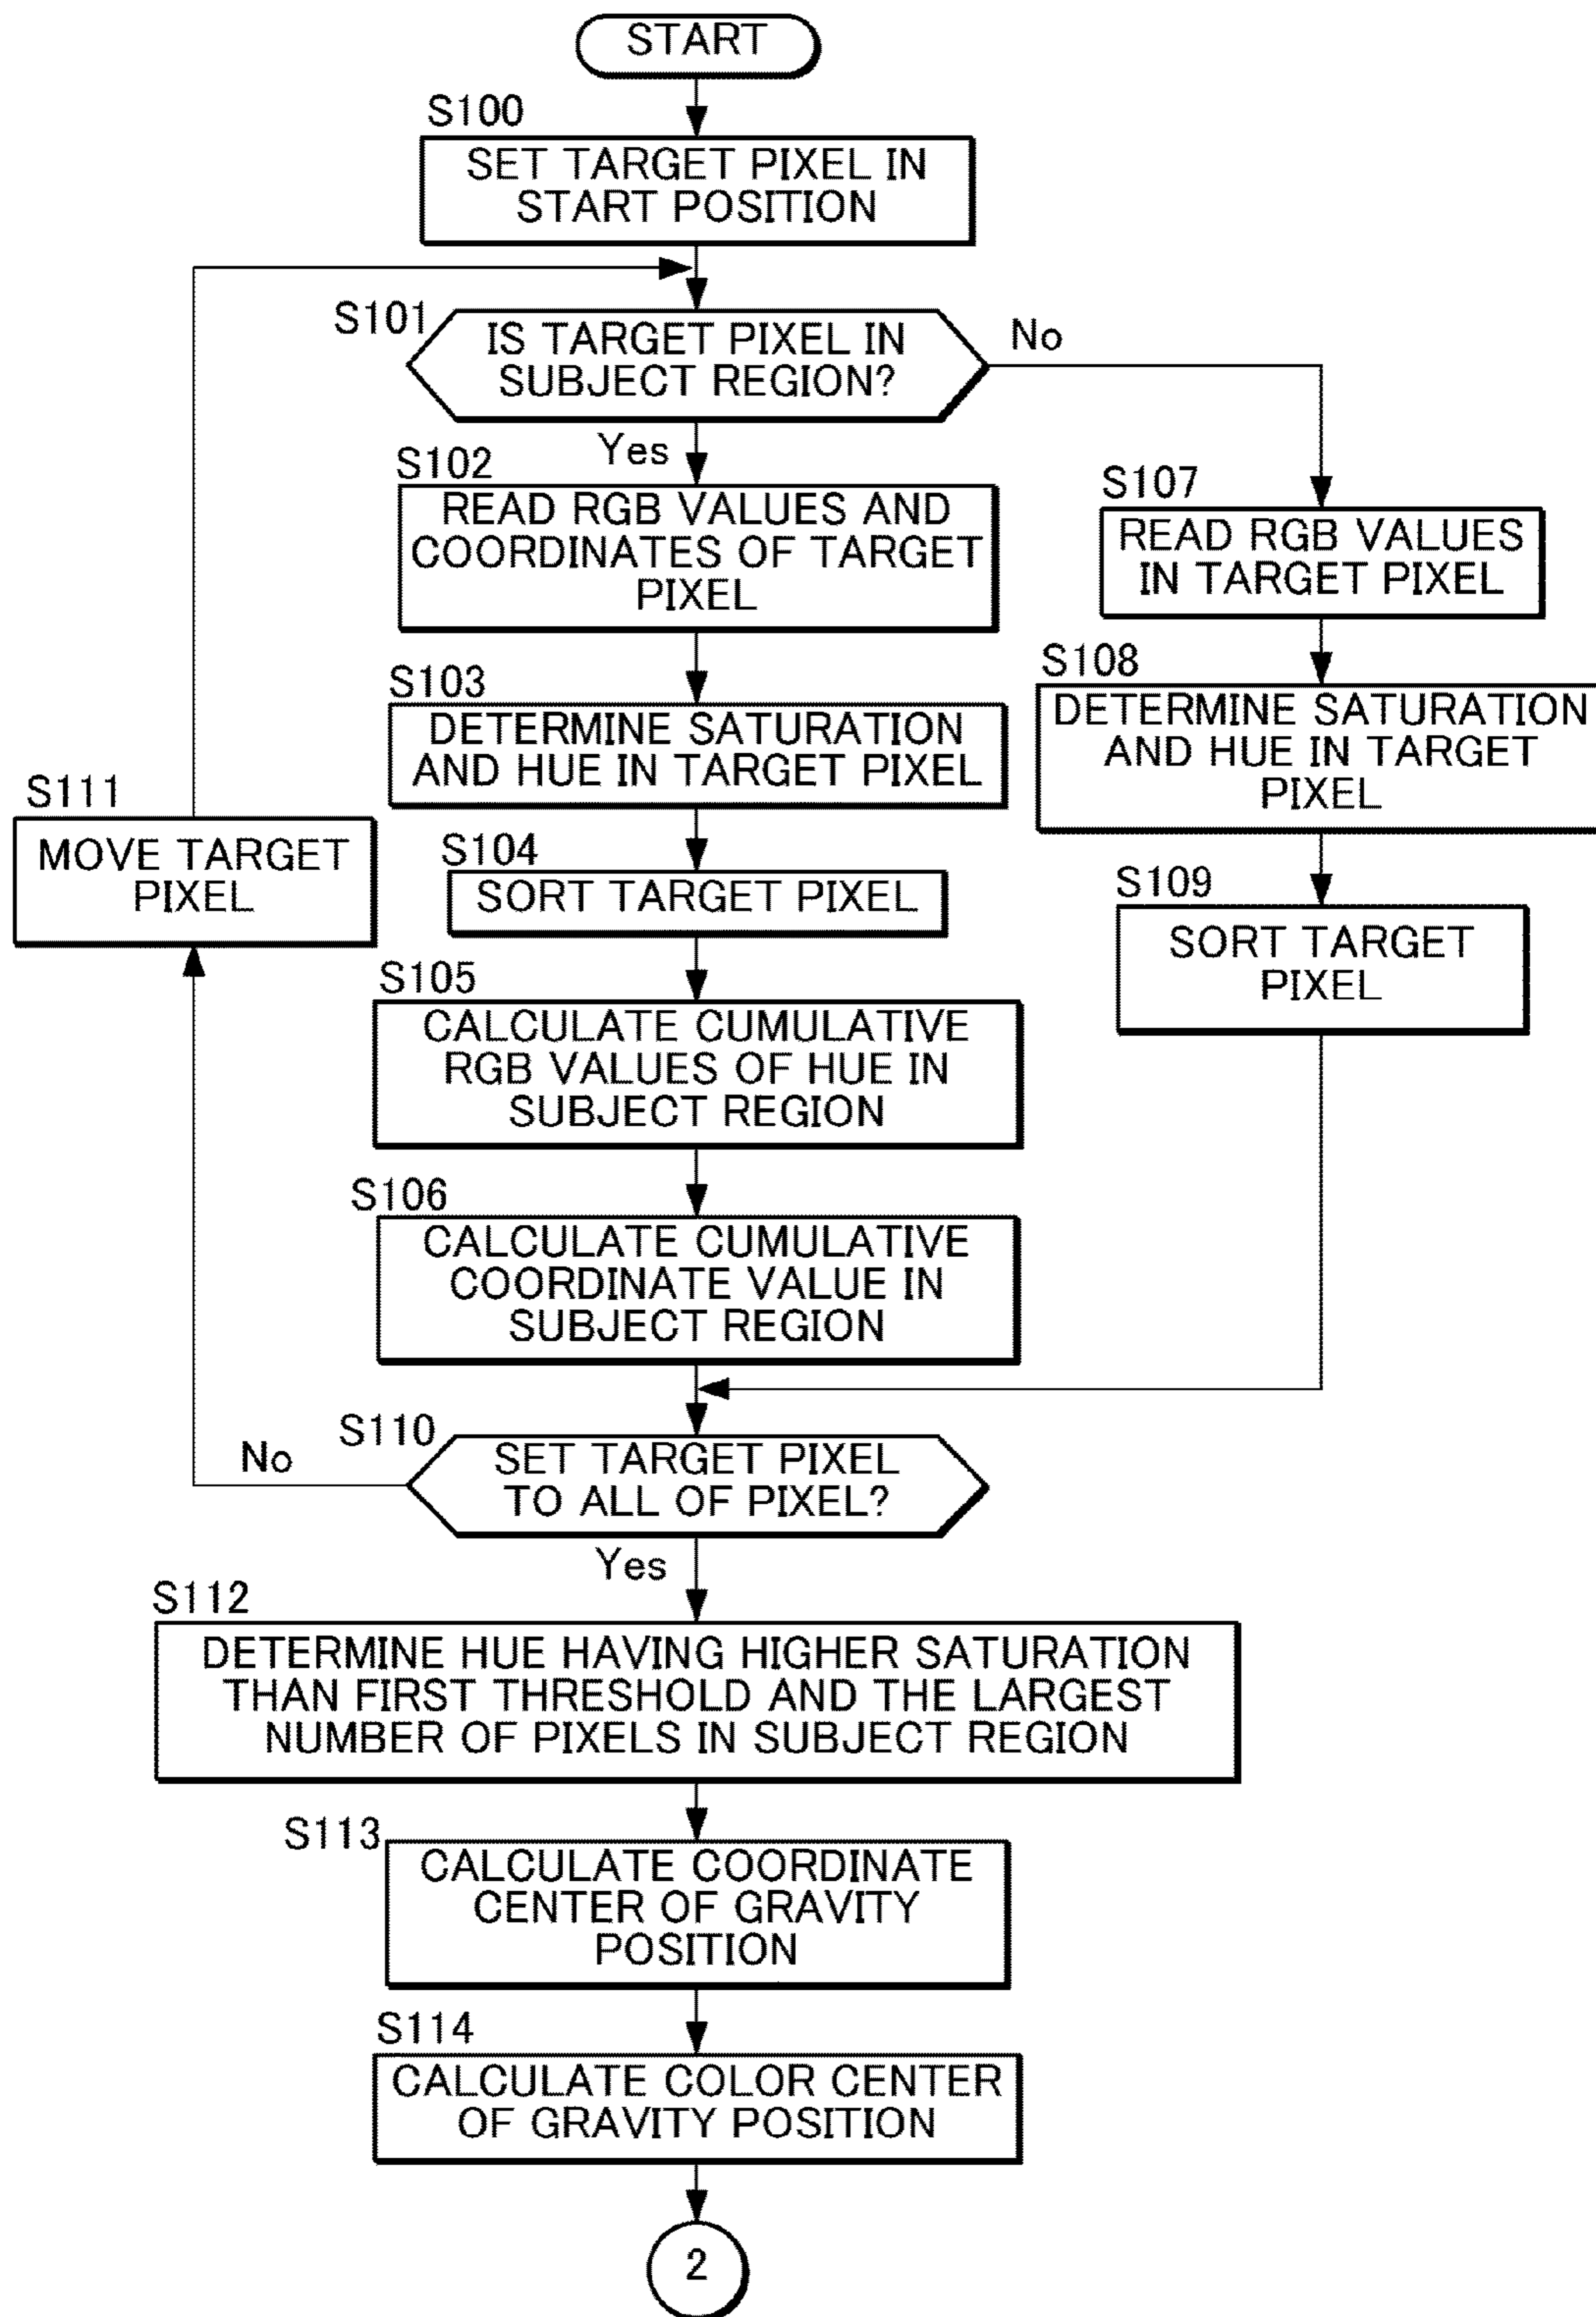 START
S100
SET TARGET PIXEL IN
START POSITION
S101
IS TARGET PIXEL IN
SUBJECT REGION?
No
Yes
S102
READ RGB VALUES AND
COORDINATES OF TARGET
PIXEL
S107
READ RGB VALUES
IN TARGET PIXEL
S103
DETERMINE SATURATION
AND HUE IN TARGET PIXEL
S108
DETERMINE SATURATION
AND HUE IN TARGET
PIXEL
S111
MOVE TARGET
PIXEL
S104
SORT TARGET PIXEL
S109
SORT TARGET
PIXEL
S105
CALCULATE CUMULATIVE
RGB VALUES OF HUE IN
SUBJECT REGION
S106
CALCULATE CUMULATIVE
COORDINATE VALUE IN
SUBJECT REGION
S110
No
SET TARGET PIXEL
TO ALL OF PIXEL?
Yes
S112
DETERMINE HUE HAVING HIGHER SATURATION
THAN FIRST THRESHOLD AND THE LARGEST
NUMBER OF PIXELS IN SUBJECT REGION
S113
CALCULATE COORDINATE
CENTER OF GRAVITY
POSITION
S114
CALCULATE COLOR CENTER
OF GRAVITY POSITION
2